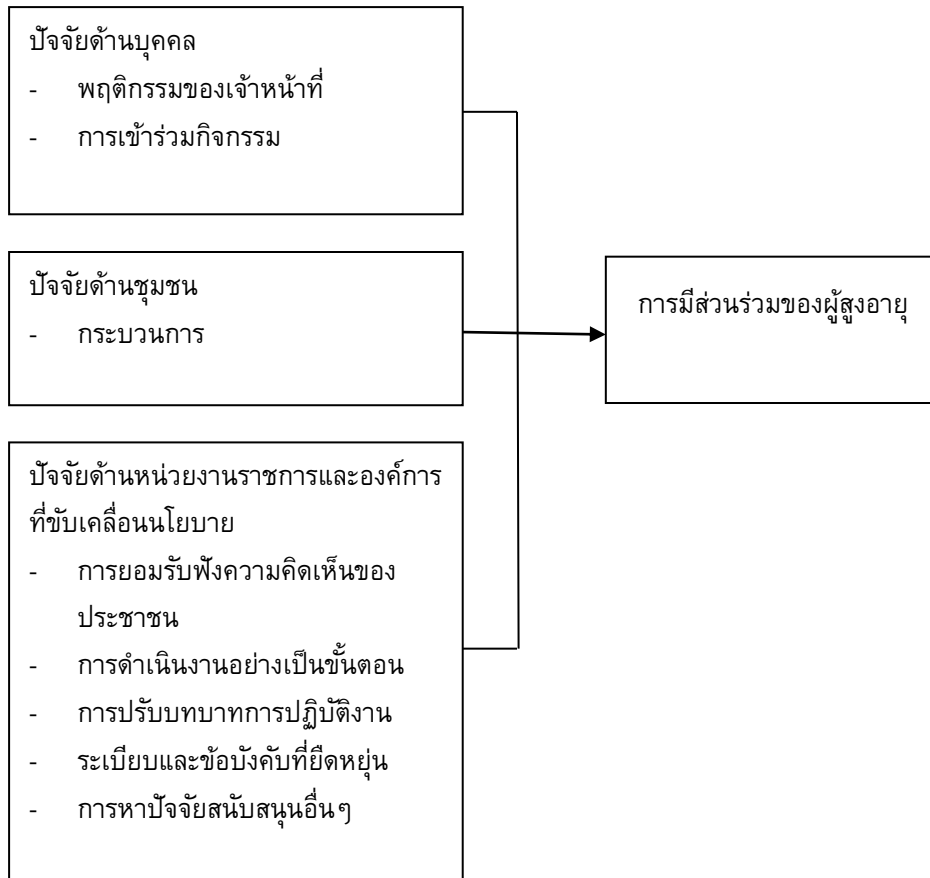 ปัจจัยด้านบุคคล
- พฤติกรรมของเจ้าหน้าที่
- การเข้าร่วมกิจกรรม
ปัจจัยด้านชุมชน
- กระบวนการ
การมีส่วนร่วมของผู้สูงอายุ
ปัจจัยด้านหน่วยงานราชการและองค์การ
ที่ขับเคลื่อนนโยบาย
- การยอมรับฟังความคิดเห็นของ
ประชาชน
- การดำเนินงานอย่างเป็นขั้นตอน
- การปรับบทบาทการปฏิบัติงาน
- ระเบียบและข้อบังคับที่ยืดหยุ่น
- การหาปัจจัยสนับสนุนอื่นๆ